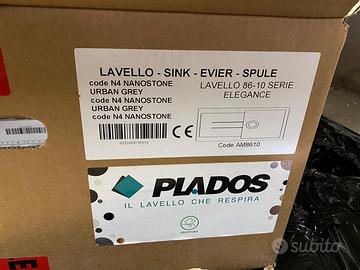 LAVELLO - SINK - EVIER - SPULE
code N4 NANOSTONE
URBAN GREY
code N4 NANOSTONE
URBAN GREY
code N4 NANOSTONE
LAVELLO 86-10 SERIE
ELEGANCE
CE
Code AM8610
PLADOS
IL LAVELLO CHE RESPIRA
subito